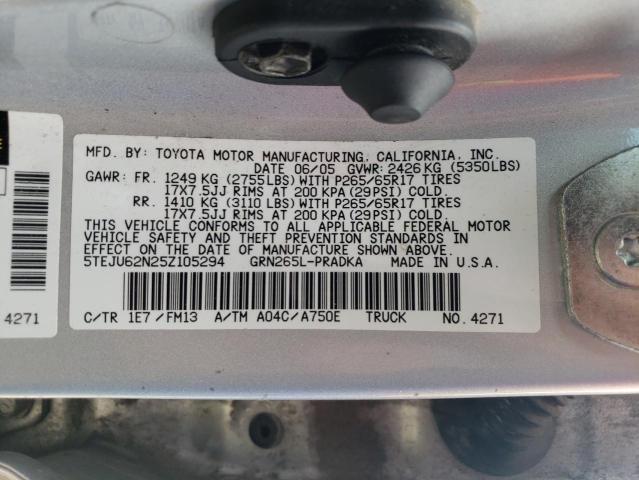 MFD. BY: TOYOTA MOTOR MANUFACTURING, CALIFORNIA, INC.
DATE 06/05 GVWR: 2426 KG (5350LBS)
GAWR: FR. 1249 KG (2755LBS) WITH P265/65R17 TIRES
17X7.5JJ RIMS AT 200 KPA (29 PSI) COLD.
RR. 1410 KG (3110 LBS) WITH P265/65R17 TIRES
17X7.5JJ RIMS AT 200 KPA (29PSI) COLD.
THIS VEHICLE CONFORMS TO ALL APPLICABLE FEDERAL MOTOR
VEHICLE SAFETY AND THEFT PREVENTION STANDARDS IN
EFFECT ON THE DATE OF MANUFACTURE SHOWN ABOVE.
5TEJU62N25Z105294 GRN265L-PRADKA MADE IN U.S.A.
C/TR 1E7/FM13 A/TM A04C/A750E TRUCK NO. 4271
4271